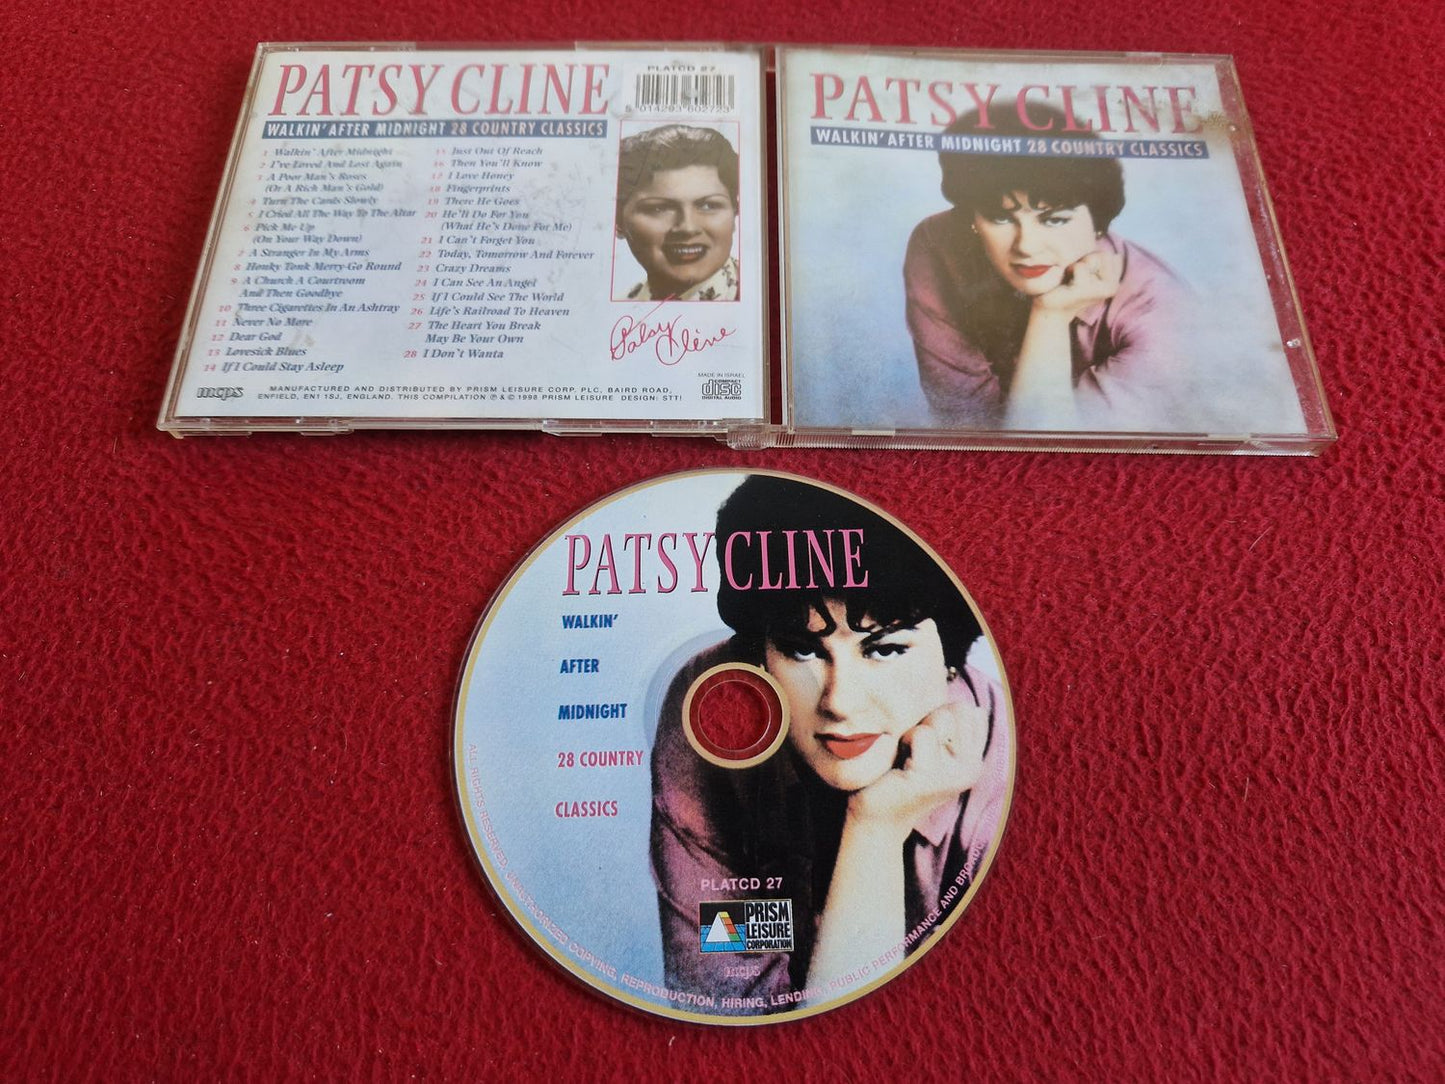 PATSY CLINE
WALKIN' AFTER MIDNIGHT 28 COUNTRY CLASSICS
PLATCD 27
5 014293 602723
1 Walkin' After Midnight
2 I've Loved And Lost Again
3 A Poor Man's Roses
(Or A Rich Man's Gold)
4 Turn The Cards Slowly
5 I Cried All The Way To The Altar
6 Pick Me Up
(On Your Way Down)
7 A Stranger In My Arms
8 Honky Tonk Merry-Go Round
9 A Church A Courtroom
And Then Goodbye
10 Three Cigarettes In An Ashtray
11 Never No More
12 Dear God
13 Lovesick Blues
14 If I Could Stay Asleep
15 Just Out Of Reach
16 Then You'll Know
17 I Love Honey
18 Fingerprints
19 There He Goes
20 He'll Do For You
(What He's Done For Me)
21 I Can't Forget You
22 Today, Tomorrow And Forever
23 Crazy Dreams
24 I Can See An Angel
25 If I Could See The World
26 Life's Railroad To Heaven
27 The Heart You Break
May Be Your Own
28 I Don't Wanta
Patsy Cline
MADE IN ISRAEL
COMPACT
disc
DIGITAL AUDIO
mcps
MANUFACTURED AND DISTRIBUTED BY PRISM LEISURE CORP. PLC, BAIRD ROAD,
ENFIELD, EN1 1SJ, ENGLAND. THIS COMPILATION ℗ & © 1998 PRISM LEISURE DESIGN: STT!
PATSY CLINE
WALKIN' AFTER MIDNIGHT 28 COUNTRY CLASSICS
PATSY CLINE
WALKIN'
AFTER
MIDNIGHT
28 COUNTRY
CLASSICS
PLATCD 27
PRISM
LEISURE
CORPORATION
mcps
ALL RIGHTS RESERVED. UNAUTHORIZED COPYING, REPRODUCTION, HIRING, LENDING, PUBLIC PERFORMANCE AND